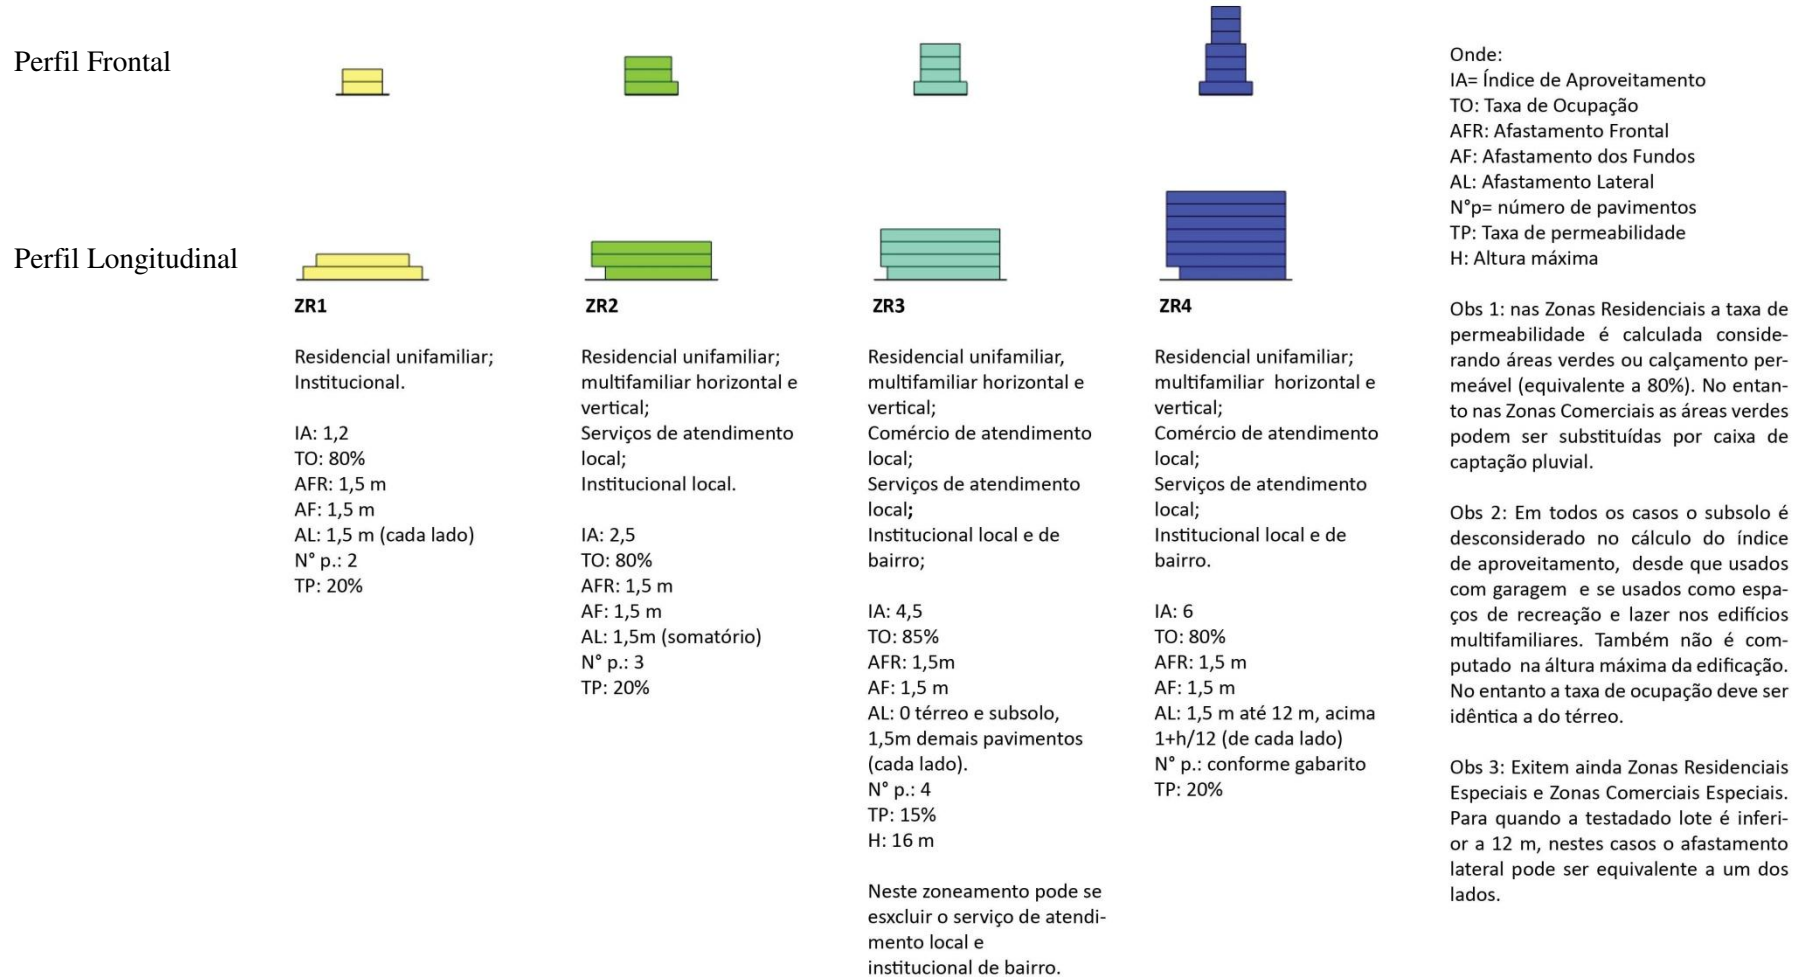 Perfil Frontal
Perfil Longitudinal
ZR1
Residencial unifamiliar;
Institucional.
IA: 1,2
TO: 80%
AFR: 1,5 m
AF: 1,5 m
AL: 1,5 m (cada lado)
N° p.: 2
TP: 20%
ZR2
Residencial unifamiliar;
multifamiliar horizontal e
vertical;
Serviços de atendimento
local;
Institucional local.
IA: 2,5
TO: 80%
AFR: 1,5 m
AF: 1,5 m
AL: 1,5m (somatório)
N° p.: 3
TP: 20%
ZR3
Residencial unifamiliar,
multifamiliar horizontal e
vertical;
Comércio de atendimento
local;
Serviços de atendimento
local;
Institucional local e de
bairro;
IA: 4,5
TO: 85%
AFR: 1,5m
AF: 1,5 m
AL: 0 térreo e subsolo,
1,5m demais pavimentos
(cada lado).
N° p.: 4
TP: 15%
H: 16 m
Neste zoneamento pode se
esxcluir o serviço de atendi-
mento local e
institucional de bairro.
ZR4
Residencial unifamiliar;
multifamiliar horizontal e
vertical;
Comércio de atendimento
local;
Serviços de atendimento
local;
Institucional local e de
bairro.
IA: 6
TO: 80%
AFR: 1,5 m
AF: 1,5 m
AL: 1,5 m até 12 m, acima
1+h/12 (de cada lado)
N° p.: conforme gabarito
TP: 20%
Onde:
IA= Índice de Aproveitamento
TO: Taxa de Ocupação
AFR: Afastamento Frontal
AF: Afastamento dos Fundos
AL: Afastamento Lateral
N°p= número de pavimentos
TP: Taxa de permeabilidade
H: Altura máxima
Obs 1: nas Zonas Residenciais a taxa de
permeabilidade é calculada conside-
rando áreas verdes ou calçamento per-
meável (equivalente a 80%). No entan-
to nas Zonas Comerciais as áreas verdes
podem ser substituídas por caixa de
captação pluvial.
Obs 2: Em todos os casos o subsolo é
desconsiderado no cálculo do índice
de aproveitamento, desde que usados
com garagem e se usados como espa-
ços de recreação e lazer nos edifícios
multifamiliares. Também não é com-
putado na áltura máxima da edificação.
No entanto a taxa de ocupação deve ser
idêntica a do térreo.
Obs 3: Exitem ainda Zonas Residenciais
Especiais e Zonas Comerciais Especiais.
Para quando a testadado lote é inferi-
or a 12 m, nestes casos o afastamento
lateral pode ser equivalente a um dos
lados.